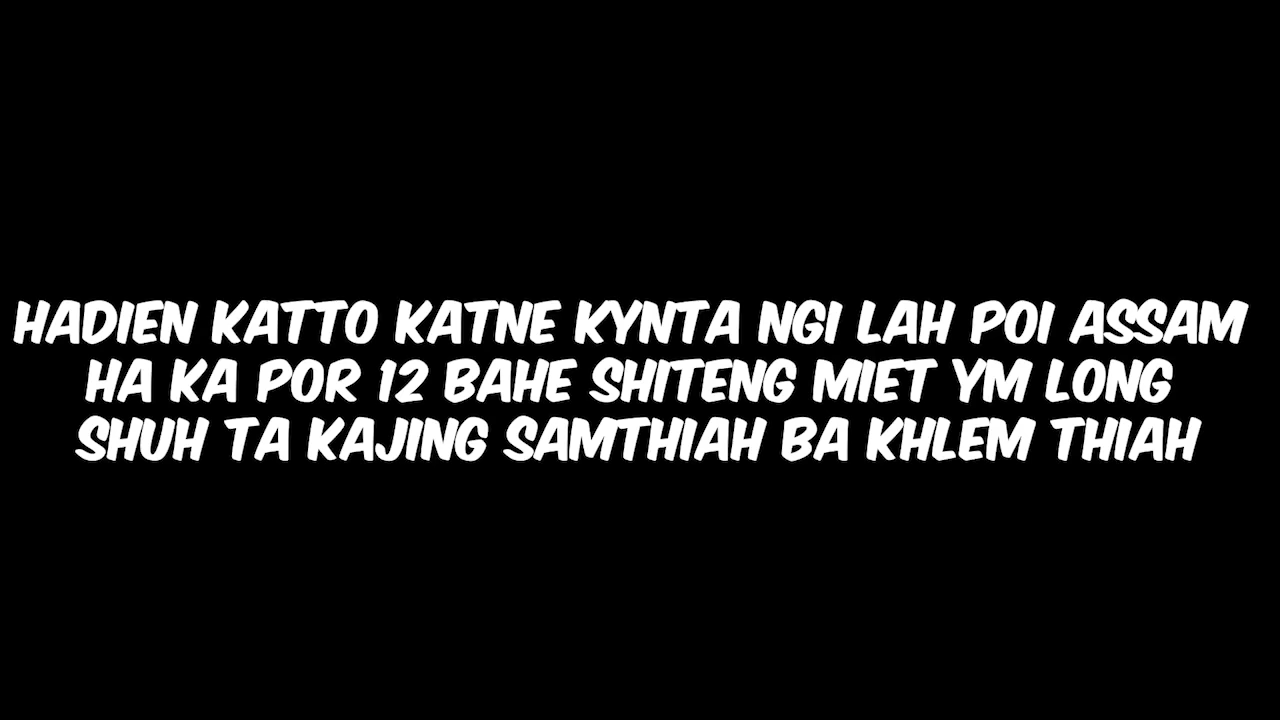 HADIEN KATTO KATNE KYNTA NGI LAH POI ASSAM
HA KA POR 12 BAHE SHITENG MIET YM LONG
SHUH TA KAJING SAMTHIAH BA KHLEM THIAH